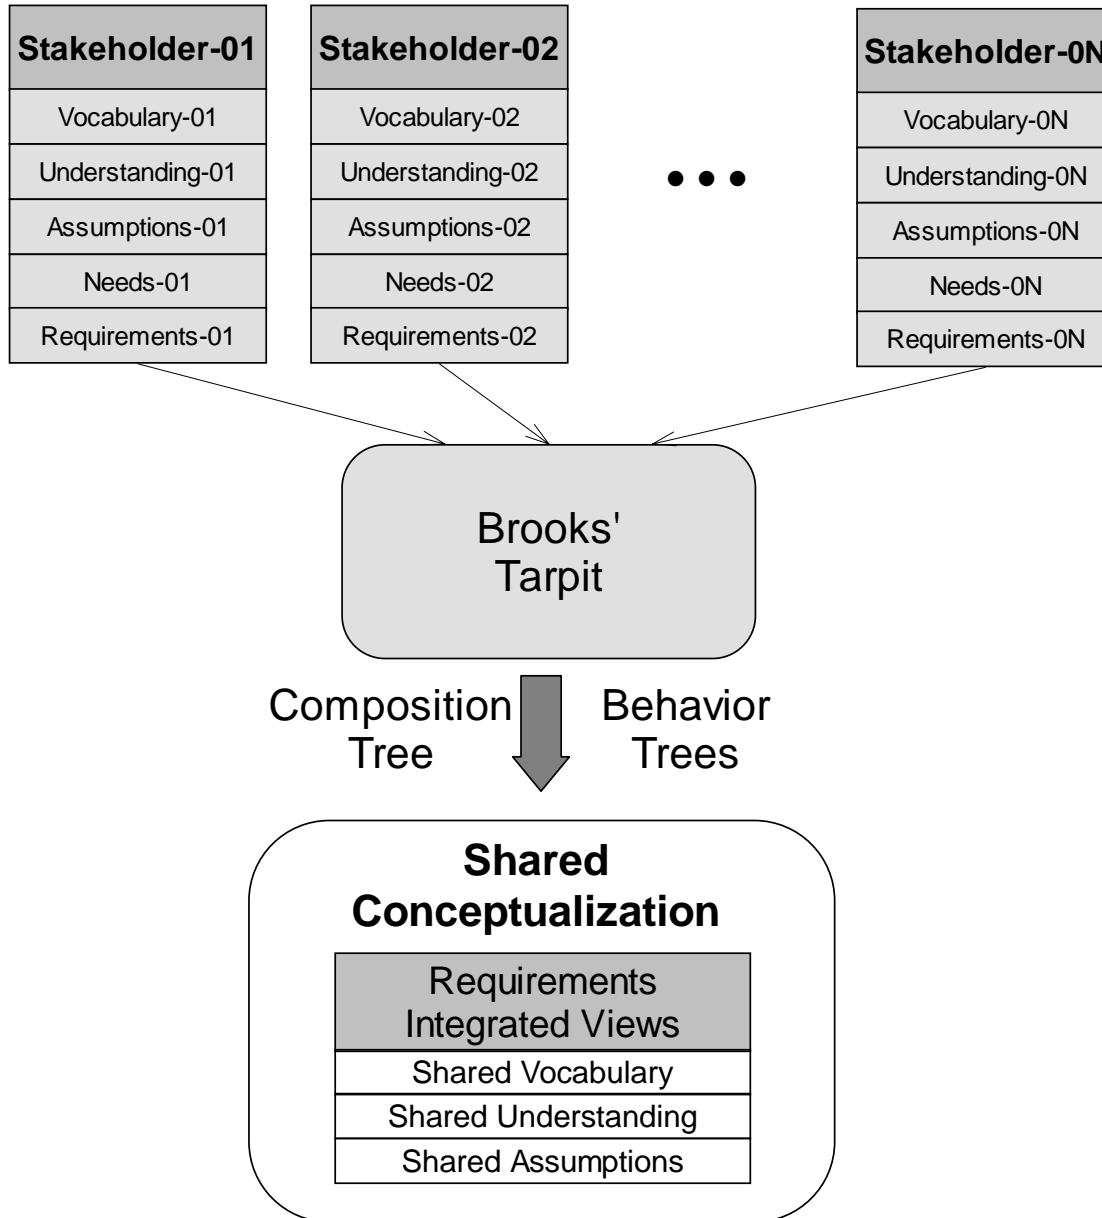 Stakeholder-01
Vocabulary-01
Understanding-01
Assumptions-01
Needs-01
Requirements-01
Stakeholder-02
Vocabulary-02
Understanding-02
Assumptions-02
Needs-02
Requirements-02
Stakeholder-0N
Vocabulary-0N
Understanding-0N
Assumptions-0N
Needs-0N
Requirements-0N
Brooks'
Tarpit
Composition
Tree
Behavior
Trees
Shared
Conceptualization
Requirements
Integrated Views
Shared Vocabulary
Shared Understanding
Shared Assumptions